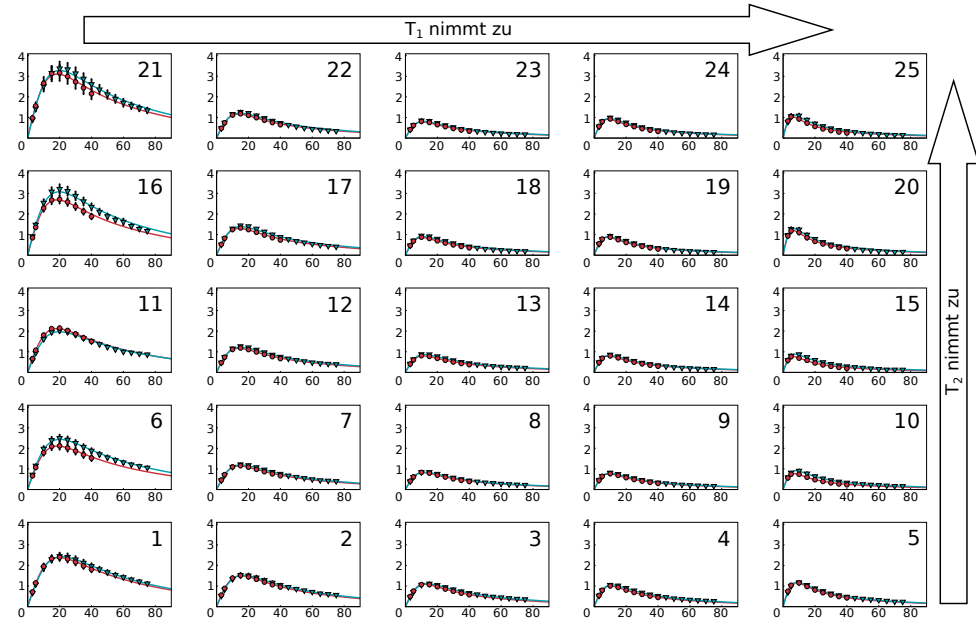 T₁ nimmt zu
T₂ nimmt zu
4 3 2 1 0 20 40 60 80 21
4 3 2 1 0 20 40 60 80 22
4 3 2 1 0 20 40 60 80 23
4 3 2 1 0 20 40 60 80 24
4 3 2 1 0 20 40 60 80 25
4 3 2 1 0 20 40 60 80 16
4 3 2 1 0 20 40 60 80 17
4 3 2 1 0 20 40 60 80 18
4 3 2 1 0 20 40 60 80 19
4 3 2 1 0 20 40 60 80 20
4 3 2 1 0 20 40 60 80 11
4 3 2 1 0 20 40 60 80 12
4 3 2 1 0 20 40 60 80 13
4 3 2 1 0 20 40 60 80 14
4 3 2 1 0 20 40 60 80 15
4 3 2 1 0 20 40 60 80 6
4 3 2 1 0 20 40 60 80 7
4 3 2 1 0 20 40 60 80 8
4 3 2 1 0 20 40 60 80 9
4 3 2 1 0 20 40 60 80 10
4 3 2 1 0 20 40 60 80 1
4 3 2 1 0 20 40 60 80 2
4 3 2 1 0 20 40 60 80 3
4 3 2 1 0 20 40 60 80 4
4 3 2 1 0 20 40 60 80 5